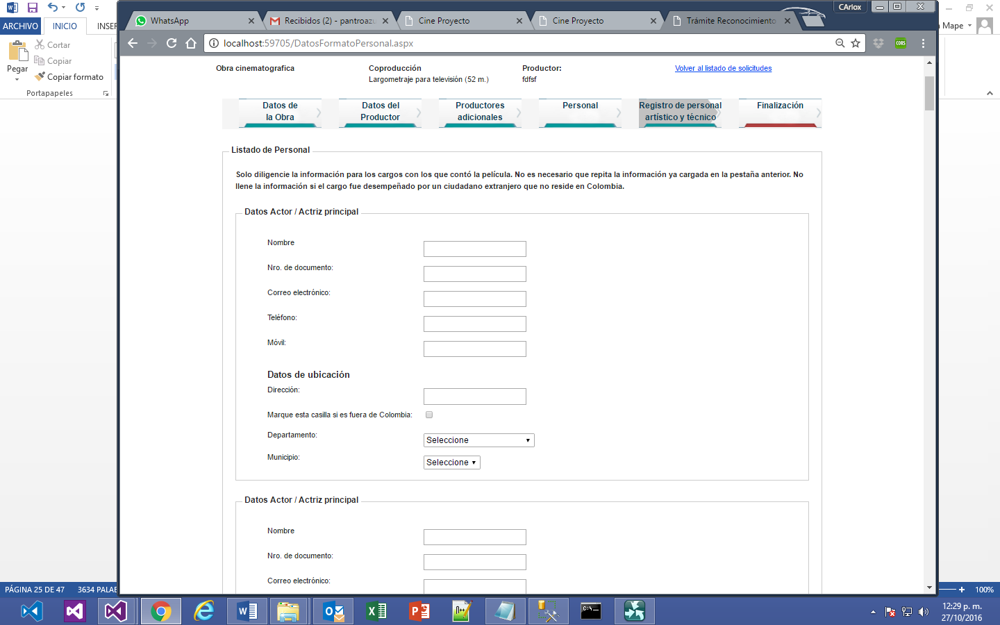 CArlox
WhatsApp
Recibidos (2) - pantroazu
Cine Proyecto
Cine Proyecto
Trámite Reconocimiento
ARCHIVO
INICIO
INSER
Mape
localhost:59705/DatosFormatoPersonal.aspx
CORS
Pegar
Cortar
Copiar
Copiar formato
Portapapeles
Obra cinematografica
Coproducción
Largometraje para televisión (52 m.)
Productor:
fdfsf
Volver al listado de solicitudes
Datos de
la Obra
Datos del
Productor
Productores
adicionales
Personal
Registro de personal
artístico y técnico
Finalización
Listado de Personal
Solo diligencie la información para los cargos con los que contó la película. No es necesario que repita la información ya cargada en la pestaña anterior. No
llene la información si el cargo fue desempeñado por un ciudadano extranjero que no reside en Colombia.
Datos Actor / Actriz principal
Nombre
Nro. de documento:
Correo electrónico:
Teléfono:
Móvil:
Datos de ubicación
Dirección:
Marque esta casilla si es fuera de Colombia:
Departamento:
Seleccione
Municipio:
Seleccione
Datos Actor / Actriz principal
Nombre
Nro. de documento:
Correo electrónico:
PÁGINA 25 DE 47
3634 PALAB
100%
12:29 p. m.
27/10/2016